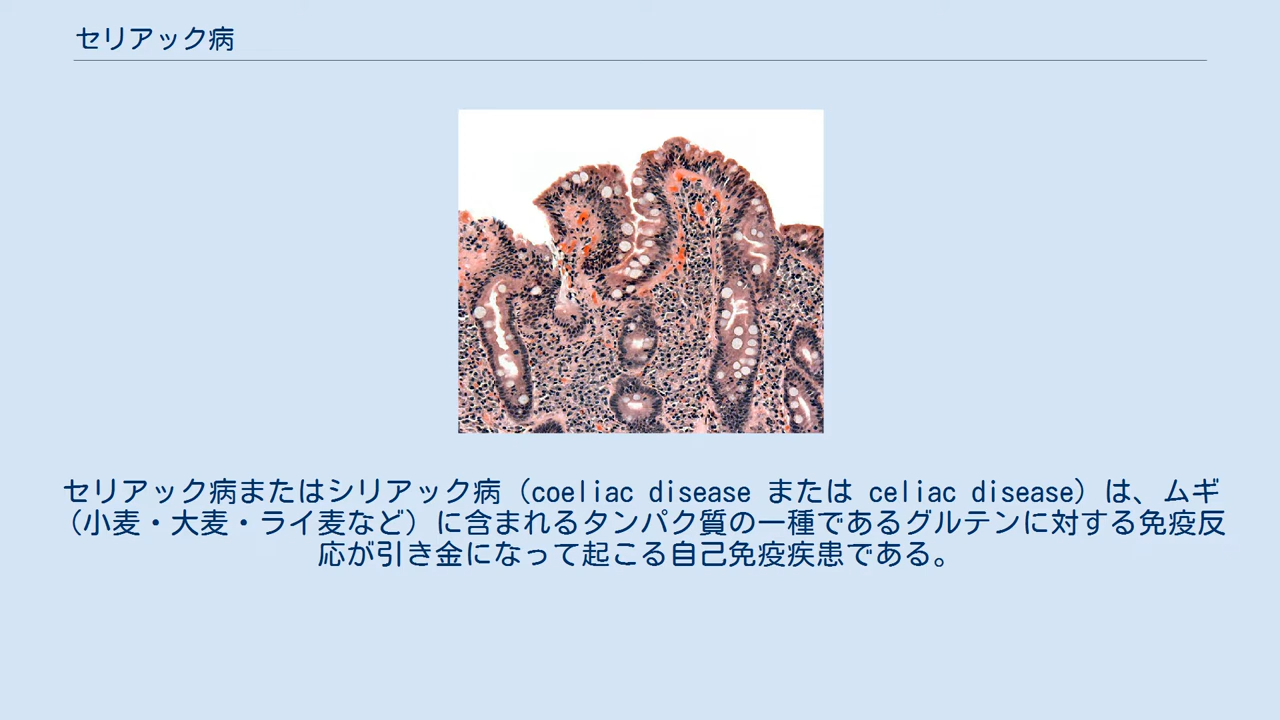 セリアック病
セリアック病またはシリアック病（coeliac disease または celiac disease）は、ムギ
（小麦・大麦・ライ麦など）に含まれるタンパク質の一種であるグルテンに対する免疫反
応が引き金になって起こる自己免疫疾患である。